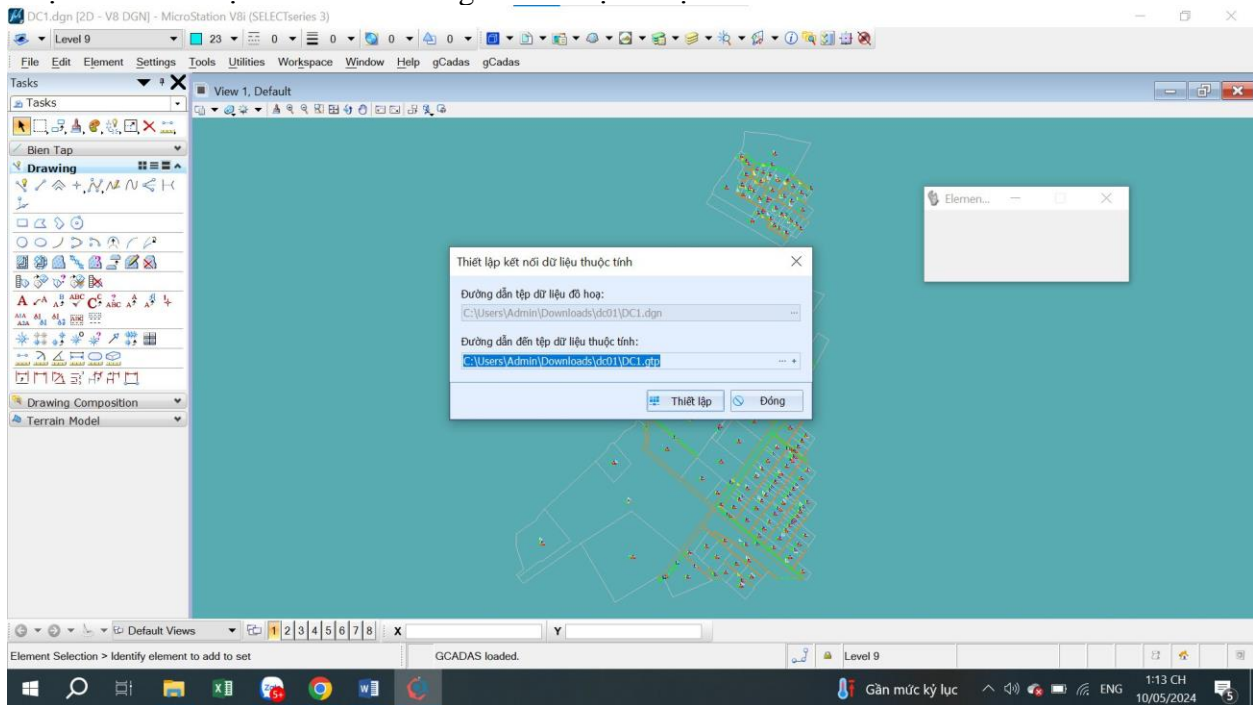 DC1.dgn [2D - V8 DGN] - MicroStation V8i (SELECTseries 3)
Level 9 23 0 0 0 0
File Edit Element Settings Tools Utilities Workspace Window Help gCadas gCadas
Tasks
View 1, Default
Tasks
Bien Tap
Drawing
Elemen...
Thiết lập kết nối dữ liệu thuộc tính
Đường dẫn tệp dữ liệu đồ hoạ:
C:\Users\Admin\Downloads\dc01\DC1.dgn
Đường dẫn đến tệp dữ liệu thuộc tính:
C:\Users\Admin\Downloads\dc01\DC1.gtp
Thiết lập Đóng
Drawing Composition
Terrain Model
Default Views 1 2 3 4 5 6 7 8 X Y
Element Selection > Identify element to add to set GCADAS loaded. Level 9
Gần mức kỷ lục ENG 1:13 CH
10/05/2024